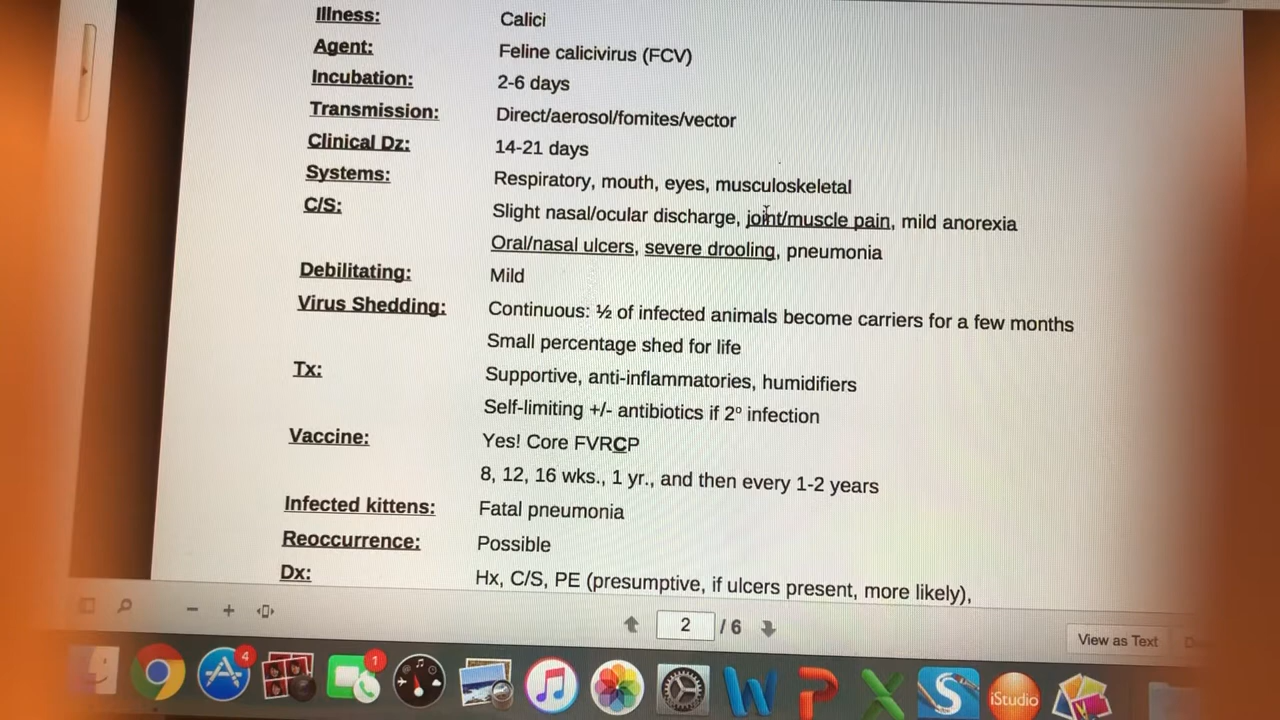 Illness: Calici
Agent: Feline calicivirus (FCV)
Incubation: 2-6 days
Transmission: Direct/aerosol/fomites/vector
Clinical Dz: 14-21 days
Systems: Respiratory, mouth, eyes, musculoskeletal
C/S: Slight nasal/ocular discharge, joint/muscle pain, mild anorexia
Oral/nasal ulcers, severe drooling, pneumonia
Debilitating: Mild
Virus Shedding: Continuous: ½ of infected animals become carriers for a few months
Small percentage shed for life
Tx: Supportive, anti-inflammatories, humidifiers
Self-limiting +/- antibiotics if 2º infection
Vaccine: Yes! Core FVRCP
8, 12, 16 wks., 1 yr., and then every 1-2 years
Infected kittens: Fatal pneumonia
Reoccurrence: Possible
Dx: Hx, C/S, PE (presumptive, if ulcers present, more likely),
2 / 6
View as Text
4
1
iStudio